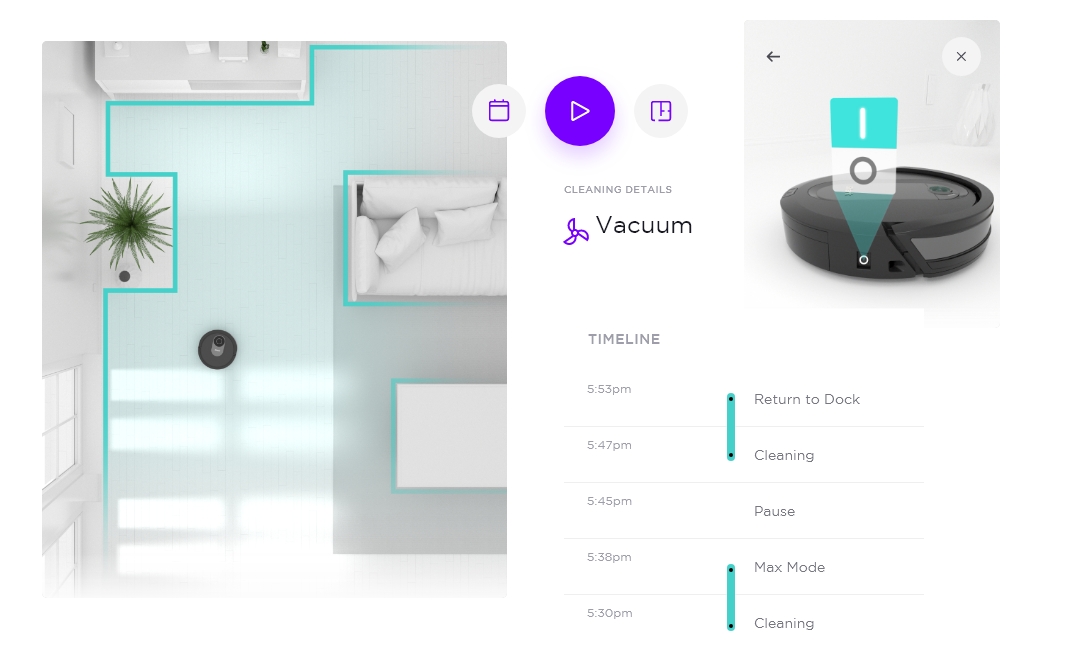 CLEANING DETAILS
Vacuum
TIMELINE
5:53pm
Return to Dock
5:47pm
Cleaning
5:45pm
Pause
5:38pm
Max Mode
5:30pm
Cleaning